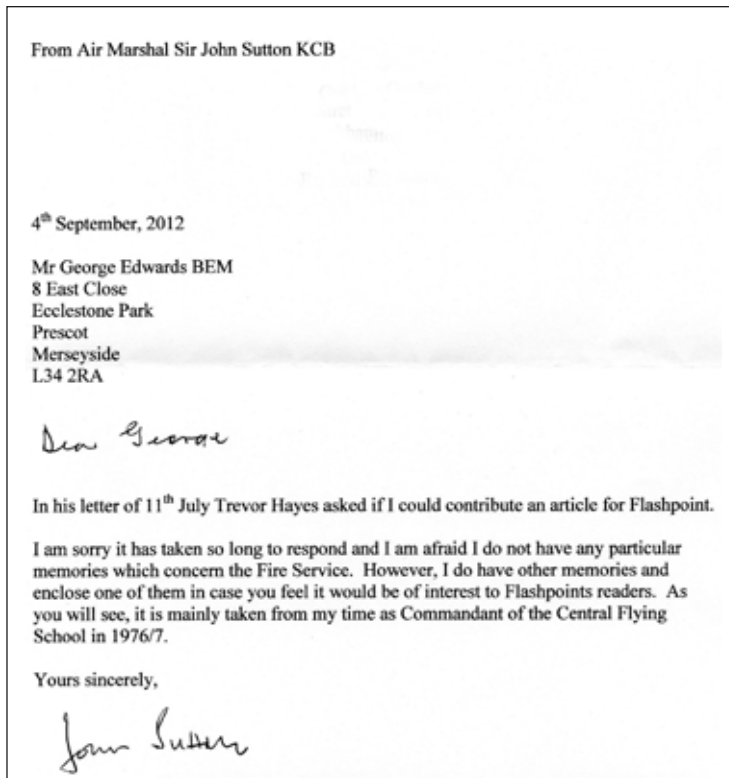 From Air Marshal Sir John Sutton KCB
4th September, 2012
Mr George Edwards BEM
8 East Close
Ecclestone Park
Prescot
Merseyside
L34 2RA
Dear George
In his letter of 11th July Trevor Hayes asked if I could contribute an article for Flashpoint.
I am sorry it has taken so long to respond and I am afraid I do not have any particular
memories which concern the Fire Service. However, I do have other memories and
enclose one of them in case you feel it would be of interest to Flashpoints readers. As
you will see, it is mainly taken from my time as Commandant of the Central Flying
School in 1976/7.
Yours sincerely,
John Sutton